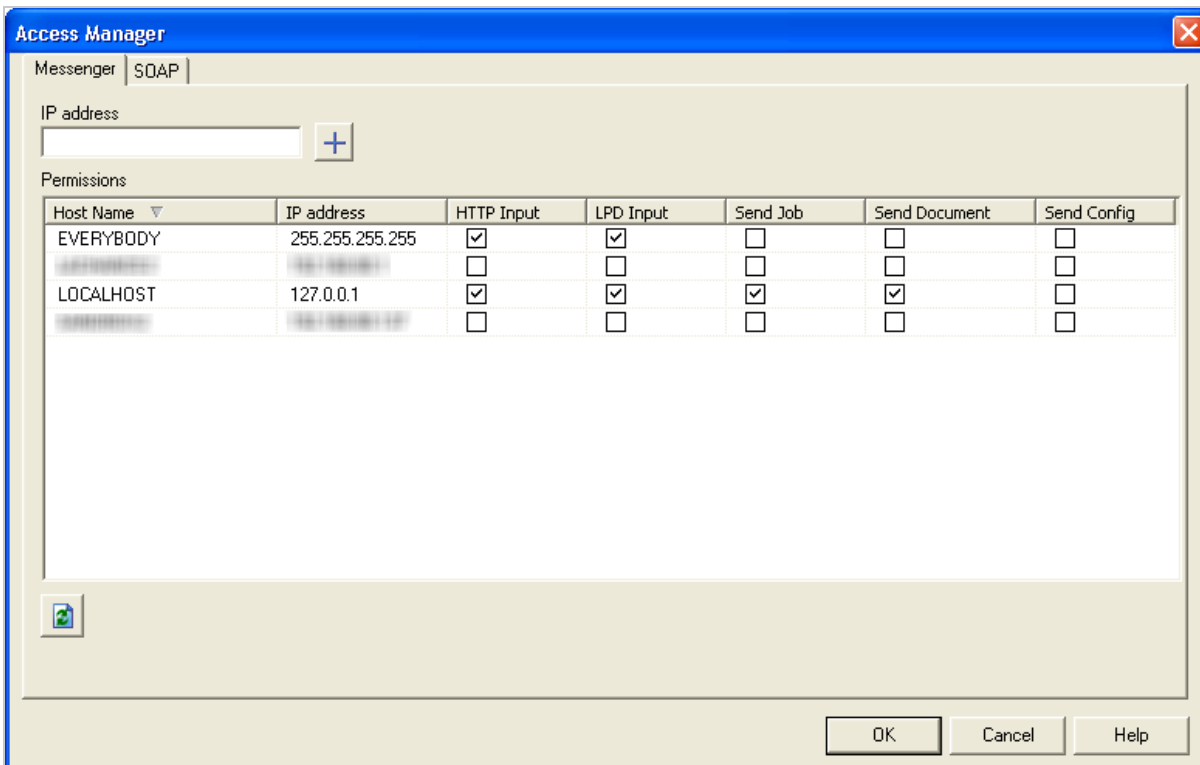 Access Manager
Messenger SOAP
IP address
Permissions
Host Name IP address HTTP Input LPD Input Send Job Send Document Send Config
EVERYBODY 255.255.255.255
LOCALHOST 127.0.0.1
OK Cancel Help